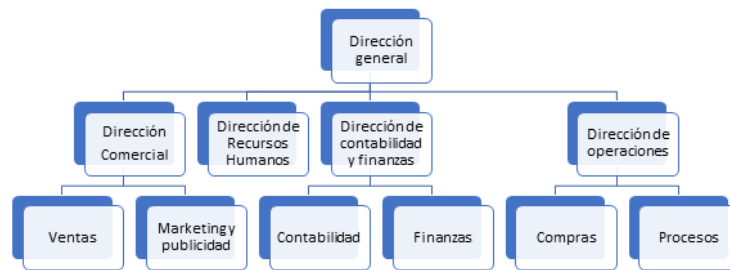 Dirección
general
Dirección
Comercial
Dirección de
Recursos
Humanos
Dirección de
contabilidad
y finanzas
Dirección de
operaciones
Ventas
Marketing y
publicidad
Contabilidad
Finanzas
Compras
Procesos